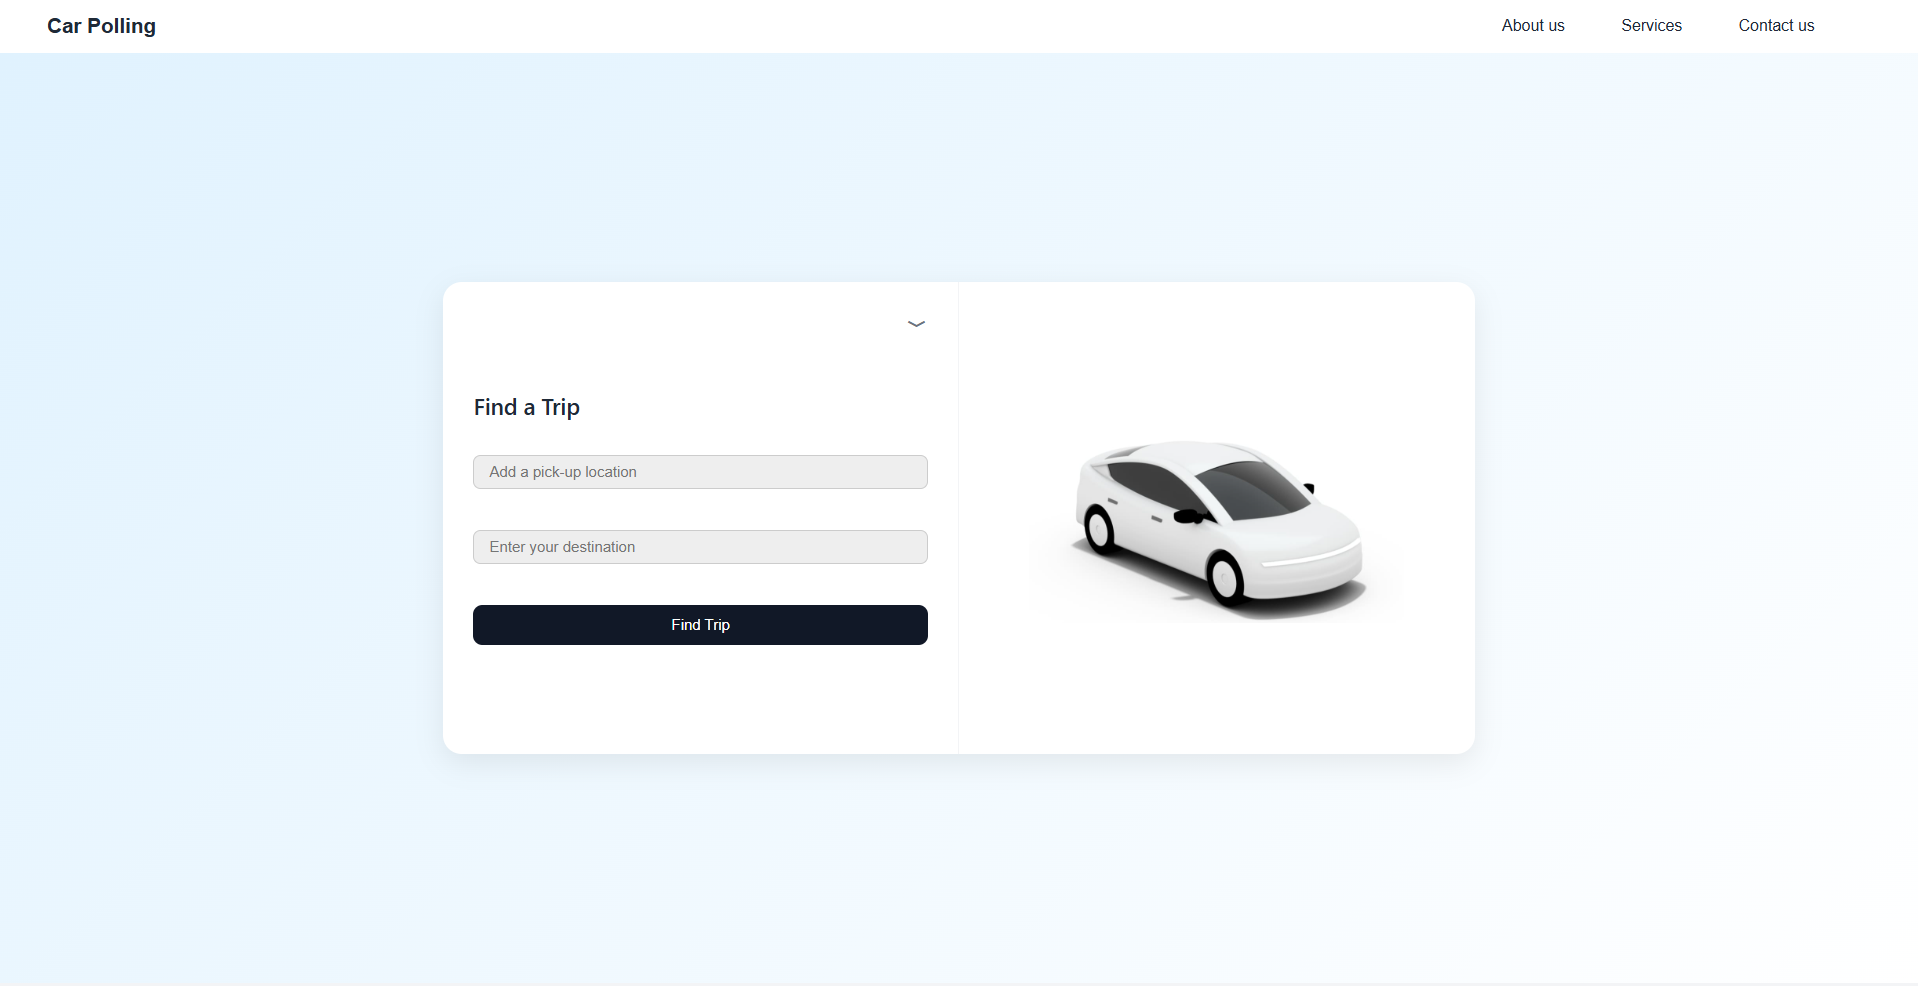 Car Polling
About us
Services
Contact us
Find a Trip
Add a pick-up location
Enter your destination
Find Trip